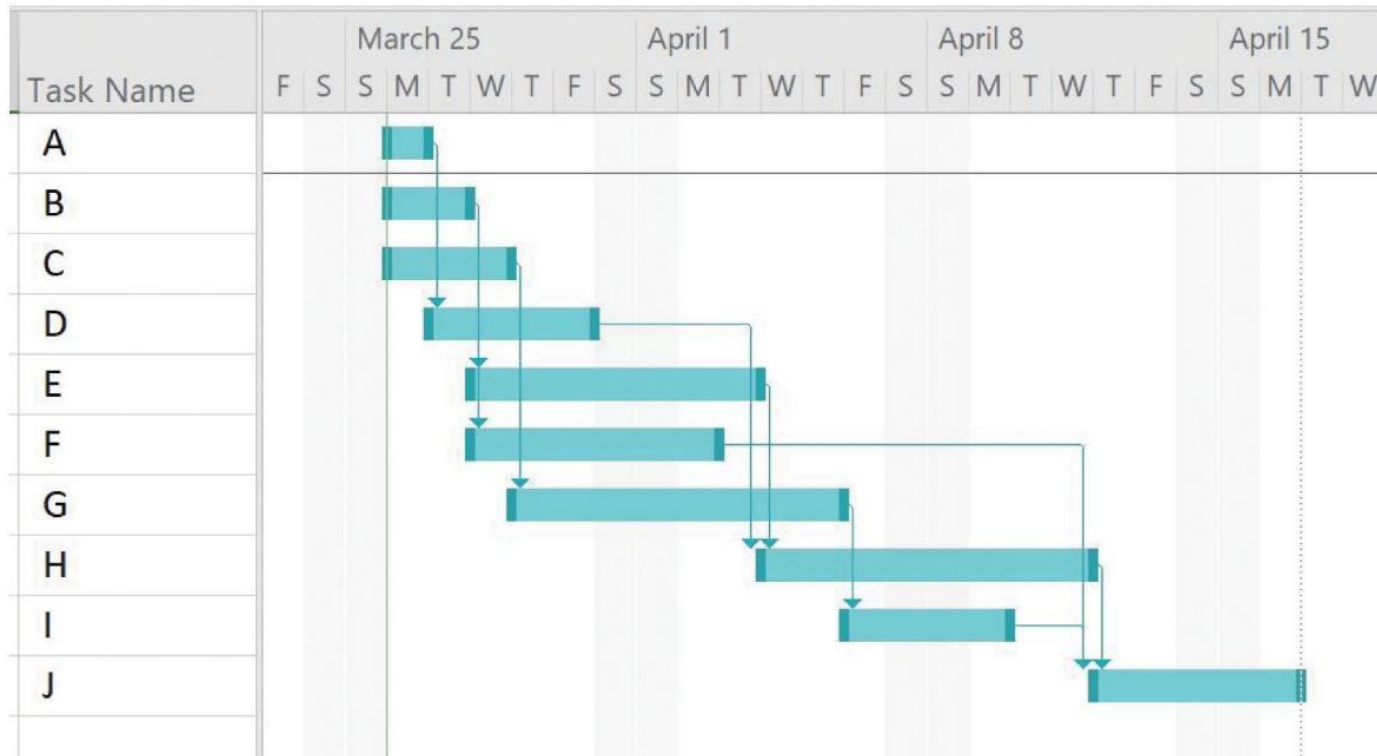 March 25 April 1 April 8 April 15
Task Name F S S M T W T F S S M T W T F S S M T W T F S S M T W
A
B
C
D
E
F
G
H
I
J